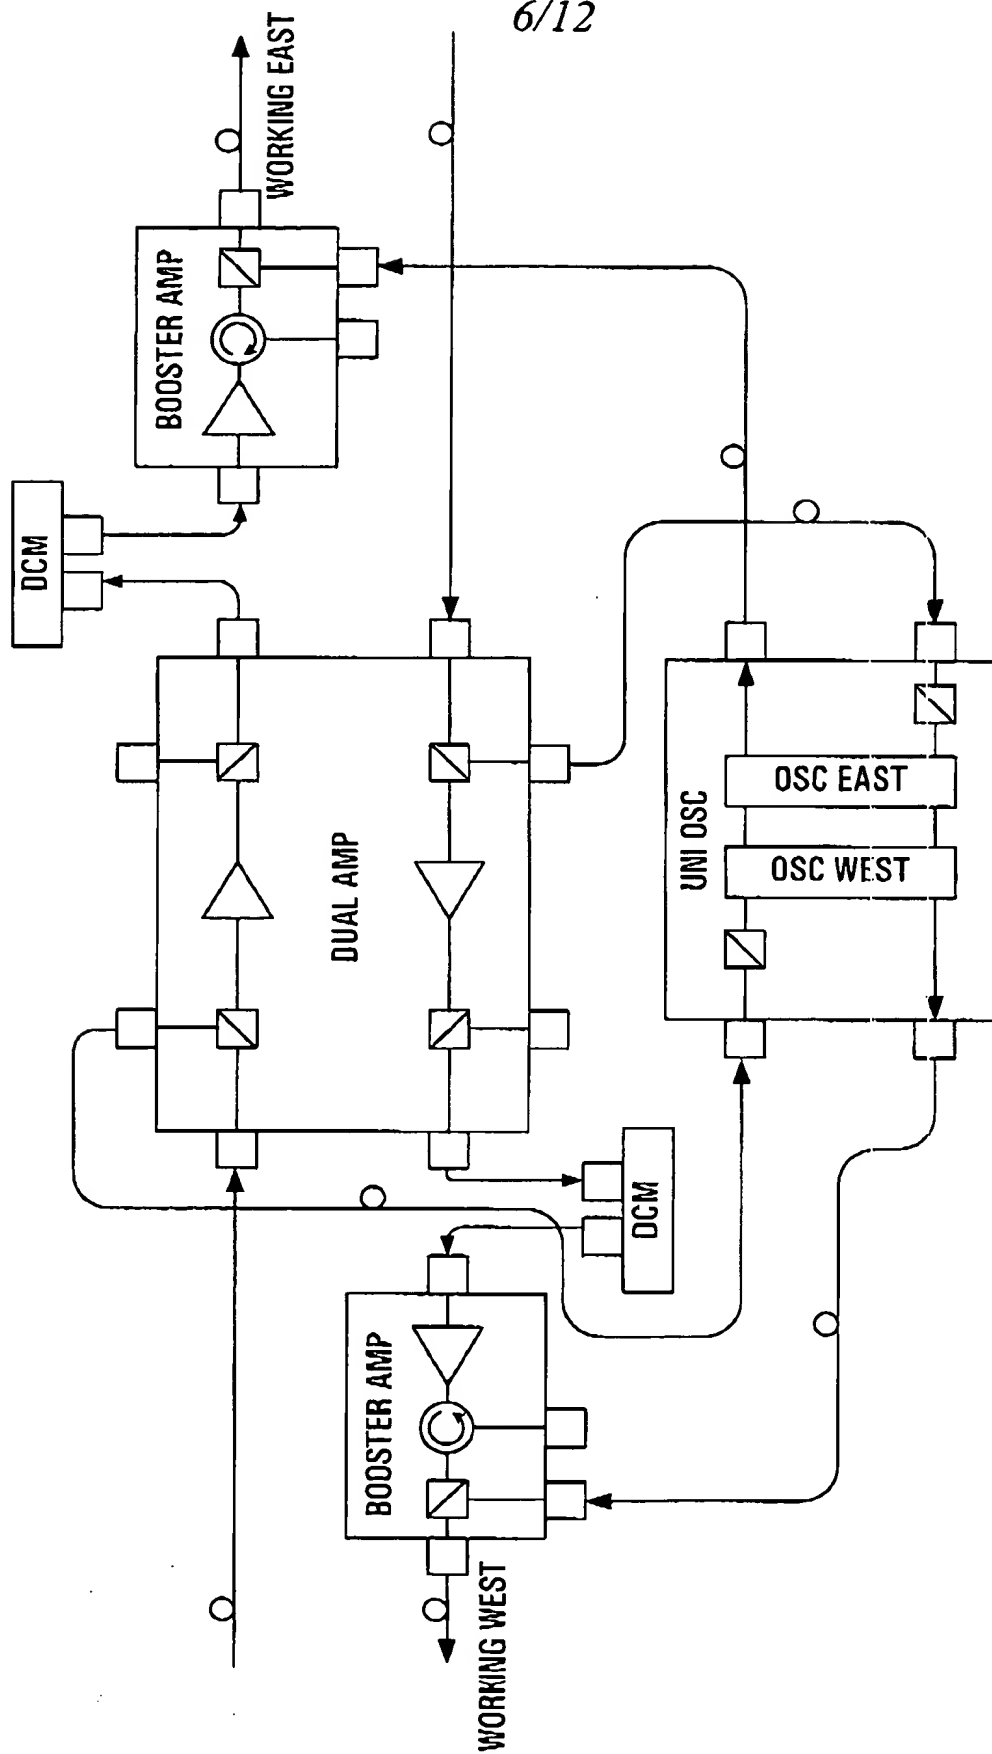 6/12
WORKING EAST
BOOSTER AMP
DCM
DUAL AMP
UNI OSC
OSC EAST
OSC WEST
DCM
BOOSTER AMP
WORKING WEST